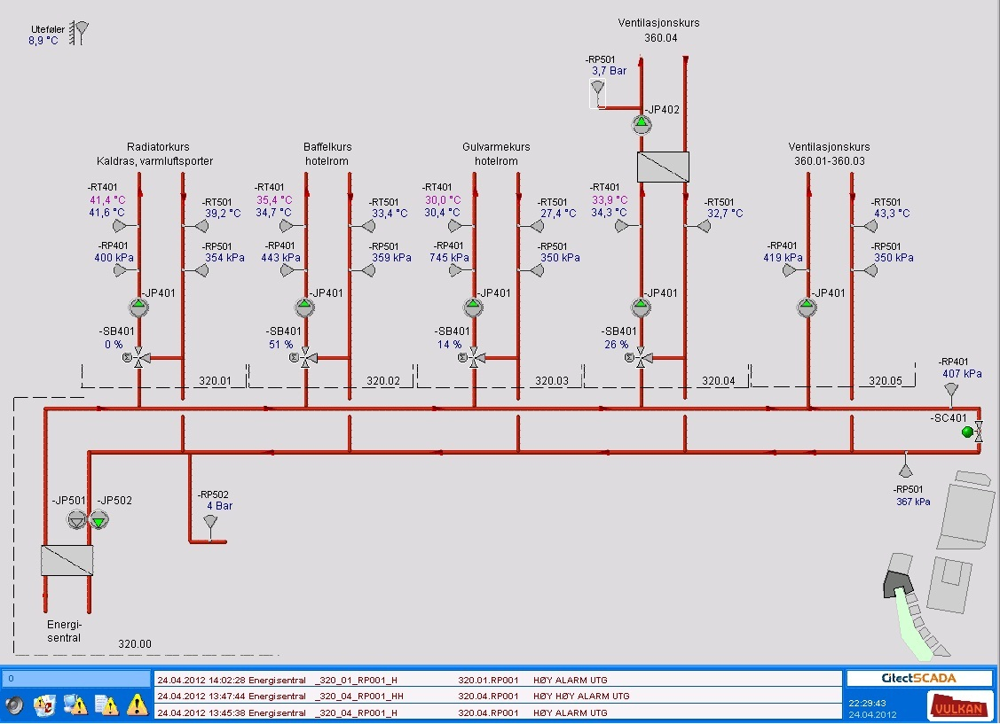 Uteføler
8,9 °C
Ventilasjonskurs
360.04
-RP501
3,7 Bar
-JP402
Radiatorkurs
Kaldras, varmluftsporter
Baffelkurs
hotelrom
Gulvarmekurs
hotelrom
Ventilasjonskurs
360.01-360.03
-RT401
41,4 °C
41,6 °C
-RT501
39,2 °C
-RP401
400 kPa
-RP501
354 kPa
-JP401
-SB401
0 %
320.01
-RT401
35,4 °C
34,7 °C
-RT501
33,4 °C
-RP401
443 kPa
-RP501
359 kPa
-JP401
-SB401
51 %
320.02
-RT401
30,0 °C
30,4 °C
-RT501
27,4 °C
-RP401
745 kPa
-RP501
350 kPa
-JP401
-SB401
14 %
320.03
-RT401
33,9 °C
34,3 °C
-RT501
32,7 °C
-JP401
-SB401
26 %
320.04
-RT501
43,3 °C
-RP401
419 kPa
-RP501
350 kPa
-JP401
320.05
-RP401
407 kPa
-SC401
-RP501
367 kPa
-JP501
-JP502
-RP502
4 Bar
Energi-
sentral
320.00
0
24.04.2012 14:02:28 Energisentral _320_01_RP001_H 320.01.RP001 HØY ALARM UTG
24.04.2012 13:47:44 Energisentral _320_04_RP001_HH 320.04.RP001 HØY HØY ALARM UTG
24.04.2012 13:45:38 Energisentral _320_04_RP001_H 320.04.RP001 HØY ALARM UTG
CitectSCADA
22:29:43
24.04.2012
VULKAN